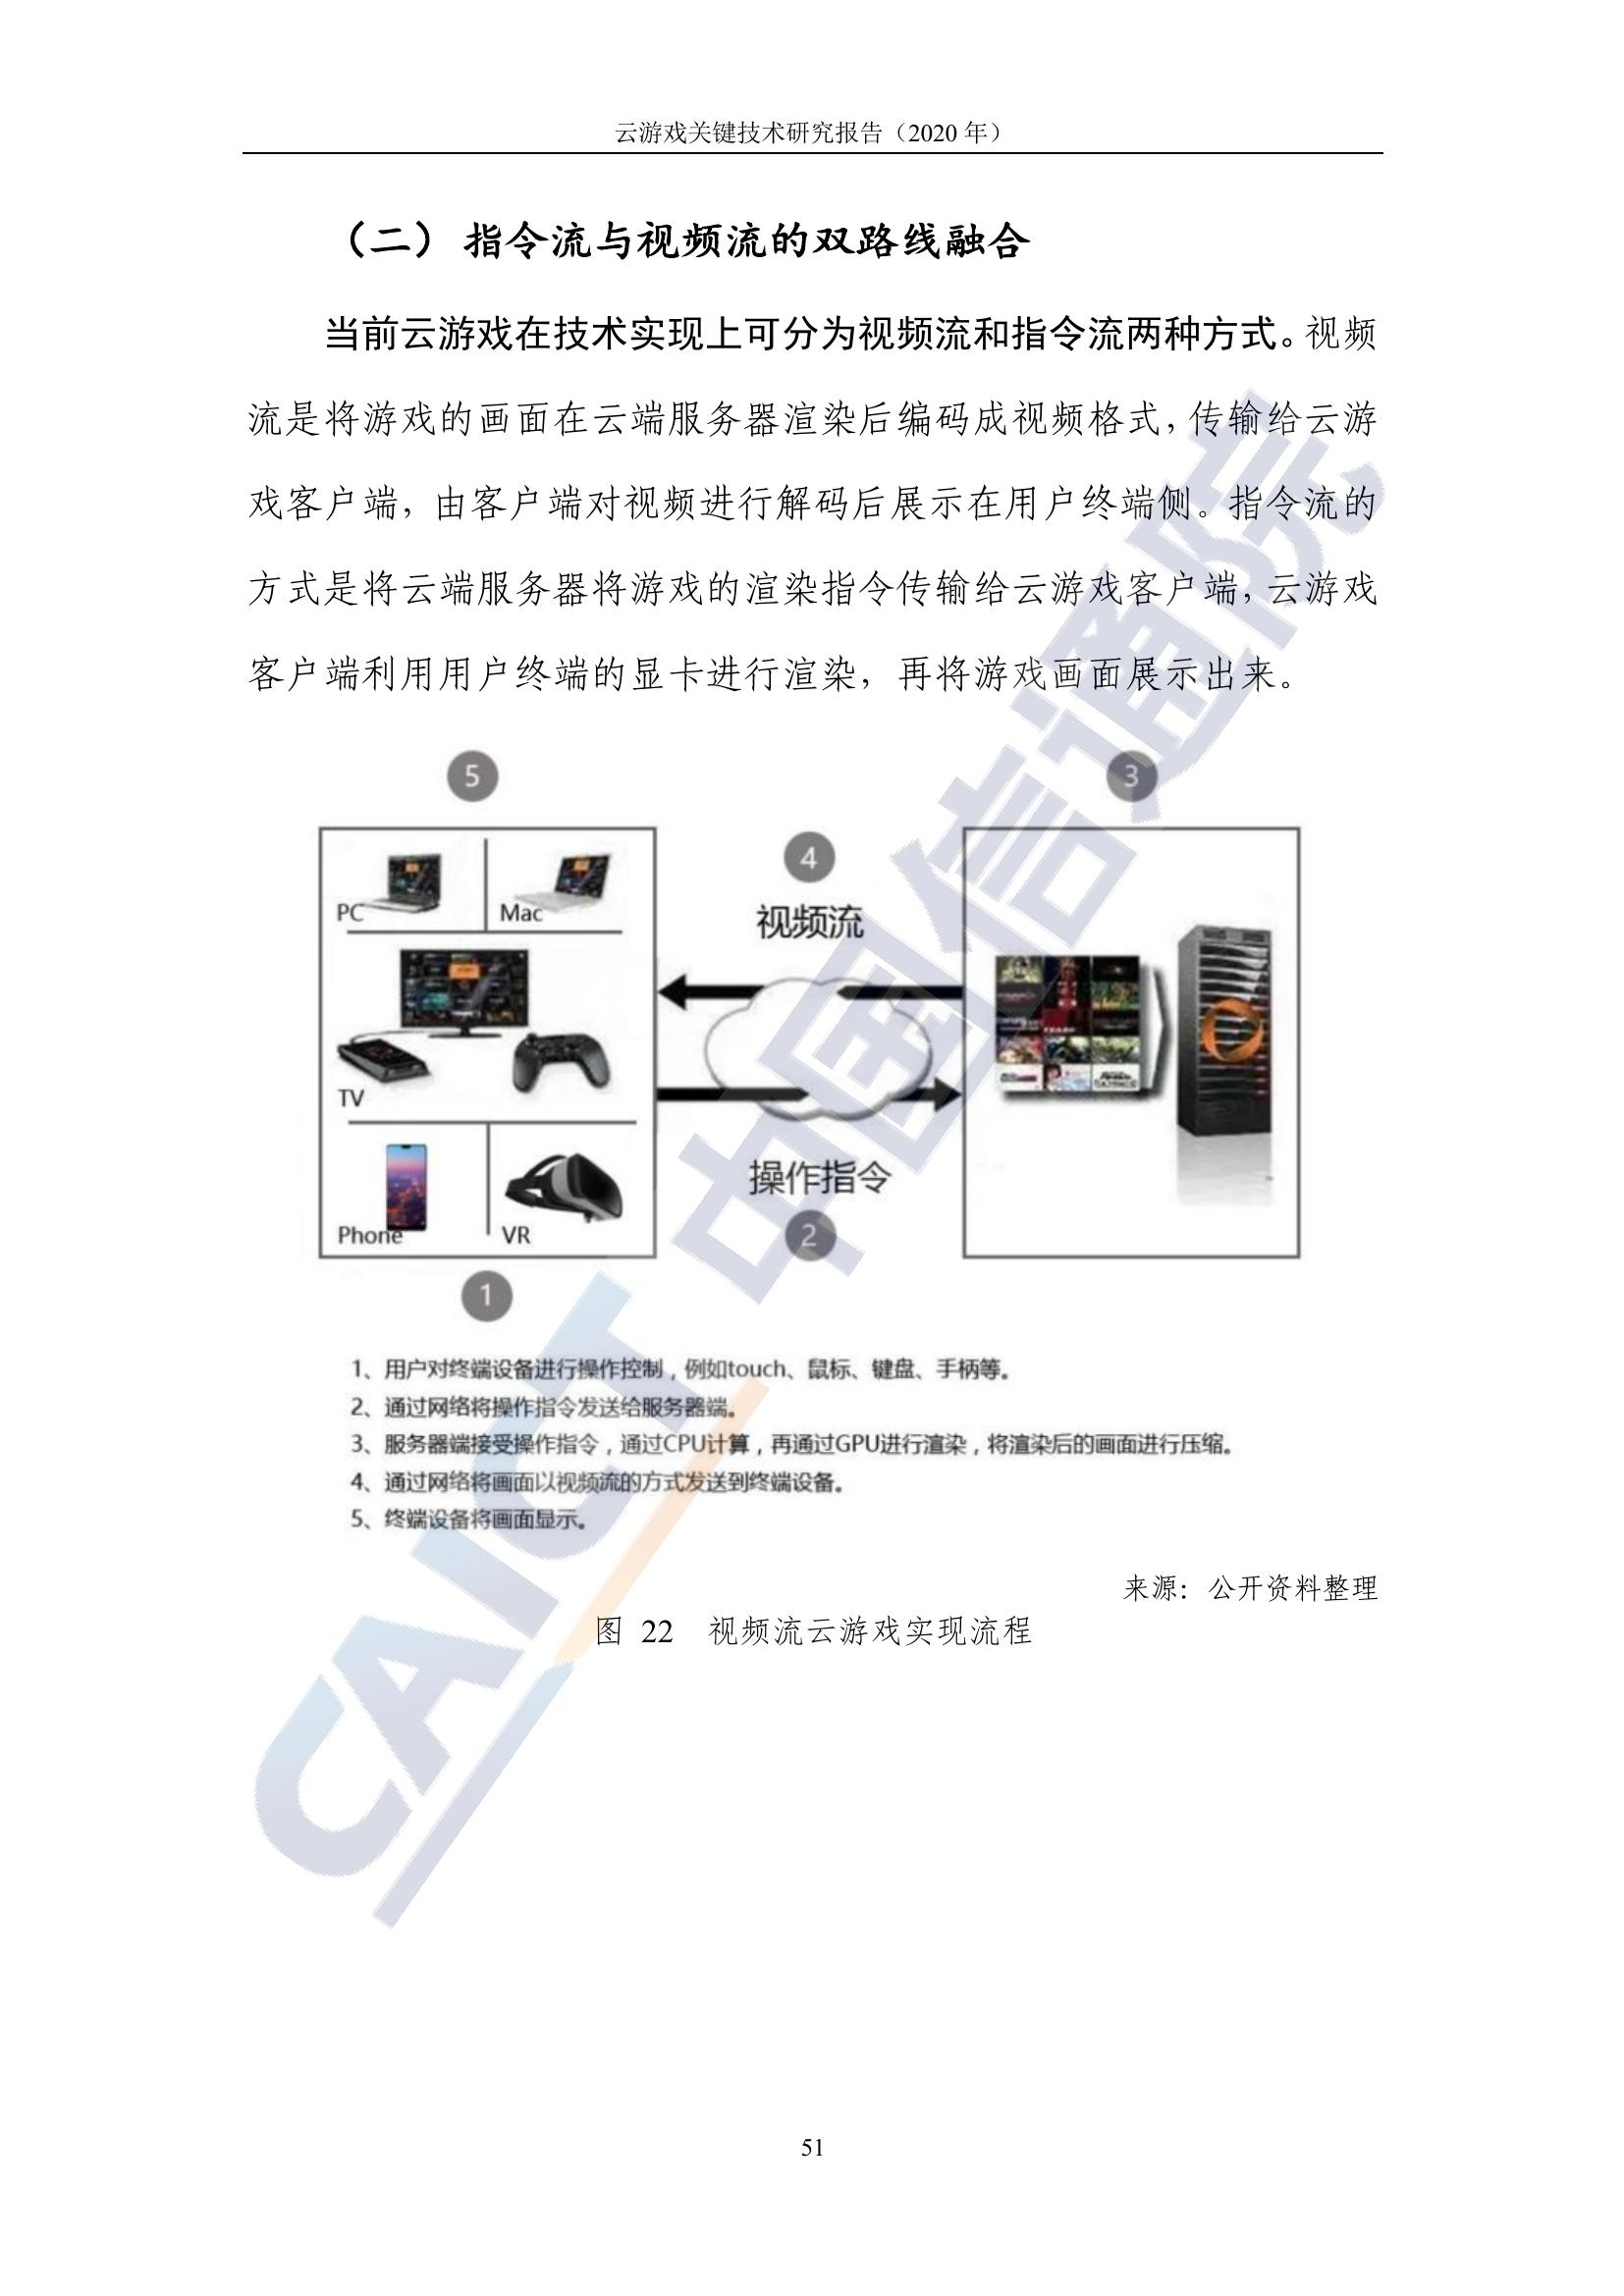 云游戏关键技术研究报告（2020 年）
（二） 指令流与视频流的双路线融合
当前云游戏在技术实现上可分为视频流和指令流两种方式。视频
流是将游戏的画面在云端服务器渲染后编码成视频格式，传输给云游
戏客户端，由客户端对视频进行解码后展示在用户终端侧。指令流的
方式是将云端服务器将游戏的渲染指令传输给云游戏客户端，云游戏
客户端利用用户终端的显卡进行渲染，再将游戏画面展示出来。
5
3
4
视频流
PC
Mac
TV
Phone
VR
操作指令
2
1
1、用户对终端设备进行操作控制，例如touch、鼠标、键盘、手柄等。
2、通过网络将操作指令发送给服务器端。
3、服务器端接受操作指令，通过CPU计算，再通过GPU进行渲染，将渲染后的画面进行压缩。
4、通过网络将画面以视频流的方式发送到终端设备。
5、终端设备将画面显示。
来源：公开资料整理
图 22 视频流云游戏实现流程
CAICT 中国信通院
51